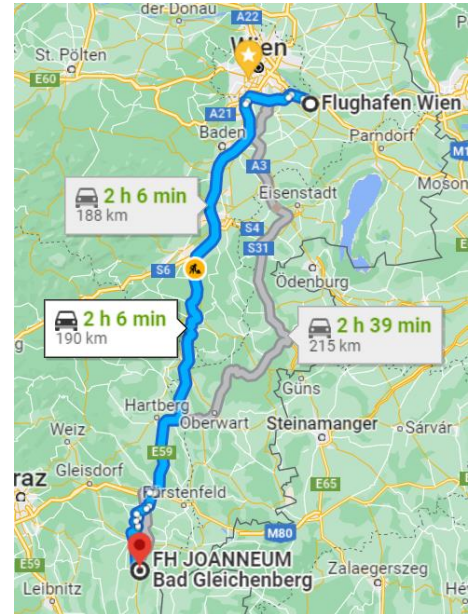 der Donau
A22
St. Pölten
Wien
E60
Flughafen Wien
A21
Baden
Parndorf
M1
A3
Moson
2 h 6 min
188 km
Eisenstadt
S4
S31
S6
Ödenburg
2 h 6 min
190 km
2 h 39 min
215 km
Güns
Hartberg
Oberwart
Steinamanger
Sárvár
Weiz
E59
Gleisdorf
E65
raz
Fürstenfeld
M80
FH JOANNEUM
Bad Gleichenberg
E59
Zalaegerszeg
Leibnitz
Hé